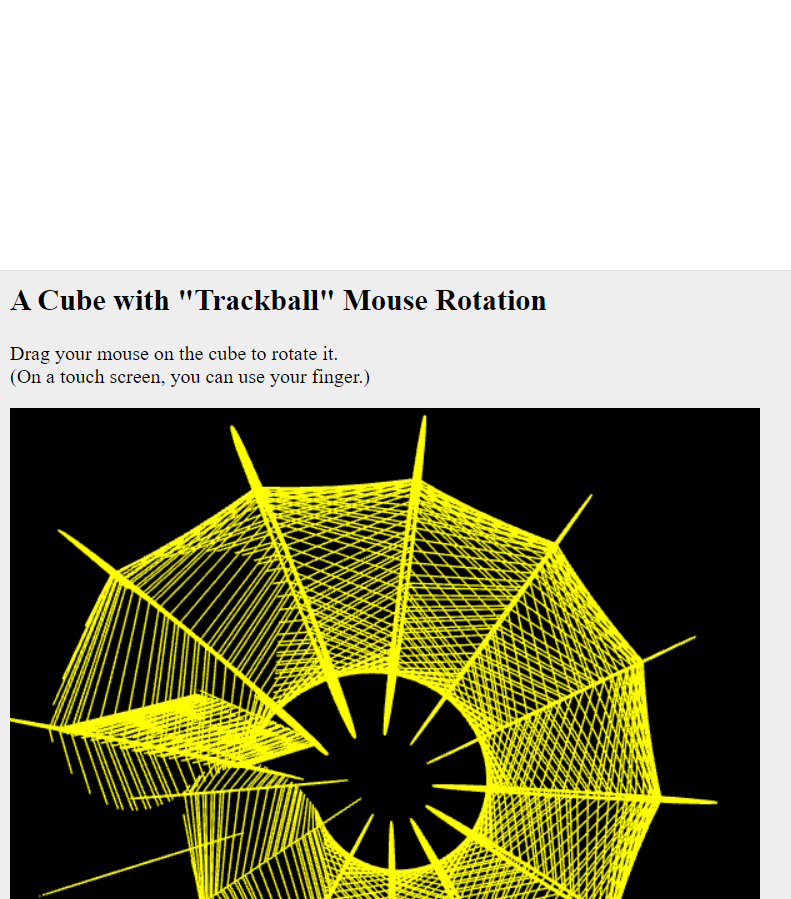 A Cube with "Trackball" Mouse Rotation
Drag your mouse on the cube to rotate it.
(On a touch screen, you can use your finger.)